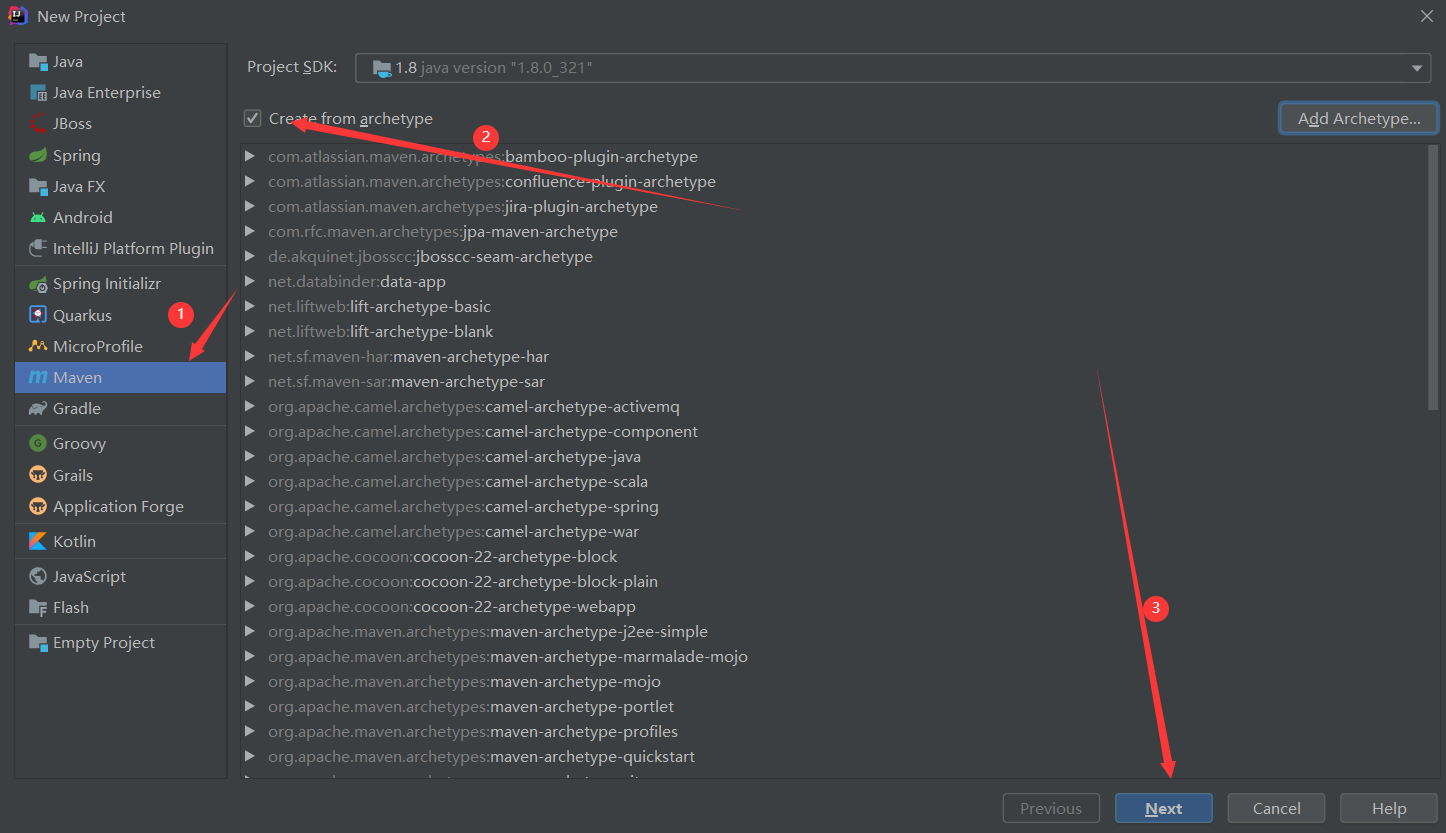 New Project
Java
Java Enterprise
JBoss
Spring
Java FX
Android
IntelliJ Platform Plugin
Spring Initializr
Quarkus
MicroProfile
Maven
Gradle
Groovy
Grails
Application Forge
Kotlin
JavaScript
Flash
Empty Project
1
Project SDK: 1.8 java version "1.8.0_321"
Create from archetype
Add Archetype...
2
com.atlassian.maven.archetypes:bamboo-plugin-archetype
com.atlassian.maven.archetypes:confluence-plugin-archetype
com.atlassian.maven.archetypes:jira-plugin-archetype
com.rfc.maven.archetypes:jpa-maven-archetype
de.akquinet.jbosscc:jbosscc-seam-archetype
net.databinder:data-app
net.liftweb:lift-archetype-basic
net.liftweb:lift-archetype-blank
net.sf.maven-har:maven-archetype-har
net.sf.maven-sar:maven-archetype-sar
org.apache.camel.archetypes:camel-archetype-activemq
org.apache.camel.archetypes:camel-archetype-component
org.apache.camel.archetypes:camel-archetype-java
org.apache.camel.archetypes:camel-archetype-scala
org.apache.camel.archetypes:camel-archetype-spring
org.apache.camel.archetypes:camel-archetype-war
org.apache.cocoon:cocoon-22-archetype-block
org.apache.cocoon:cocoon-22-archetype-block-plain
org.apache.cocoon:cocoon-22-archetype-webapp
org.apache.maven.archetypes:maven-archetype-j2ee-simple
org.apache.maven.archetypes:maven-archetype-marmalade-mojo
org.apache.maven.archetypes:maven-archetype-mojo
org.apache.maven.archetypes:maven-archetype-portlet
org.apache.maven.archetypes:maven-archetype-profiles
org.apache.maven.archetypes:maven-archetype-quickstart
3
Previous
Next
Cancel
Help